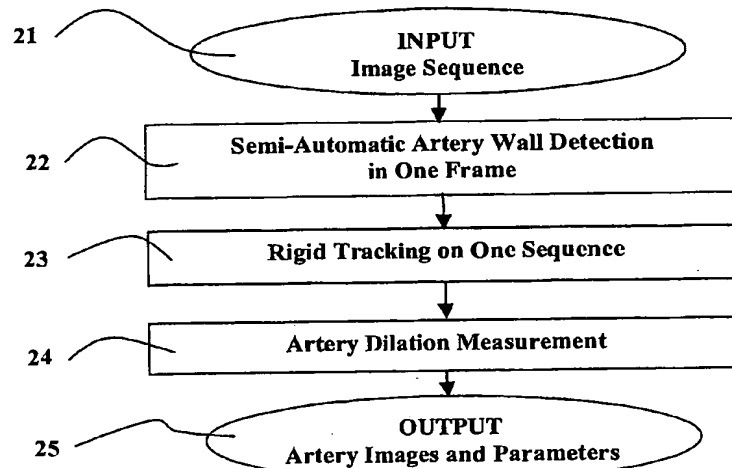 21
INPUT
Image Sequence
22
Semi-Automatic Artery Wall Detection
in One Frame
23
Rigid Tracking on One Sequence
24
Artery Dilation Measurement
25
OUTPUT
Artery Images and Parameters